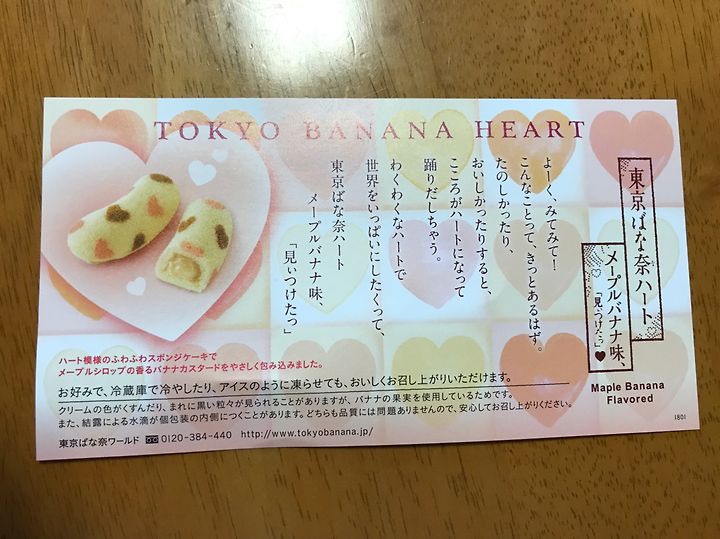 TOKYO BANANA HEART
東京ばな奈ハート
メープルバナナ味、
「見ぃつけたっ」♥
Maple Banana
Flavored
よーく、みてみて！
こんなことって、きっとあるはず。
たのしかったり、
おいしかったりすると、
こころがハートになって
踊りだしちゃう。
わくわくなハートで
世界をいっぱいにしたくって、
東京ばな奈ハート
メープルバナナ味、
「見ぃつけたっ」
ハート模様のふわふわスポンジケーキで
メープルシロップの香るバナナカスタードをやさしく包み込みました。
お好みで、冷蔵庫で冷やしたり、アイスのように凍らせても、おいしくお召し上がりいただけます。
クリームの色がくすんだり、まれに黒い粒々が見られることがありますが、バナナの果実を使用しているためです。
また、結露による水滴が個包装の内側につくことがあります。どちらも品質には問題ありませんので、安心してお召し上がりください。
東京ばな奈ワールド 0120-384-440 http://www.tokyobanana.jp/
1801